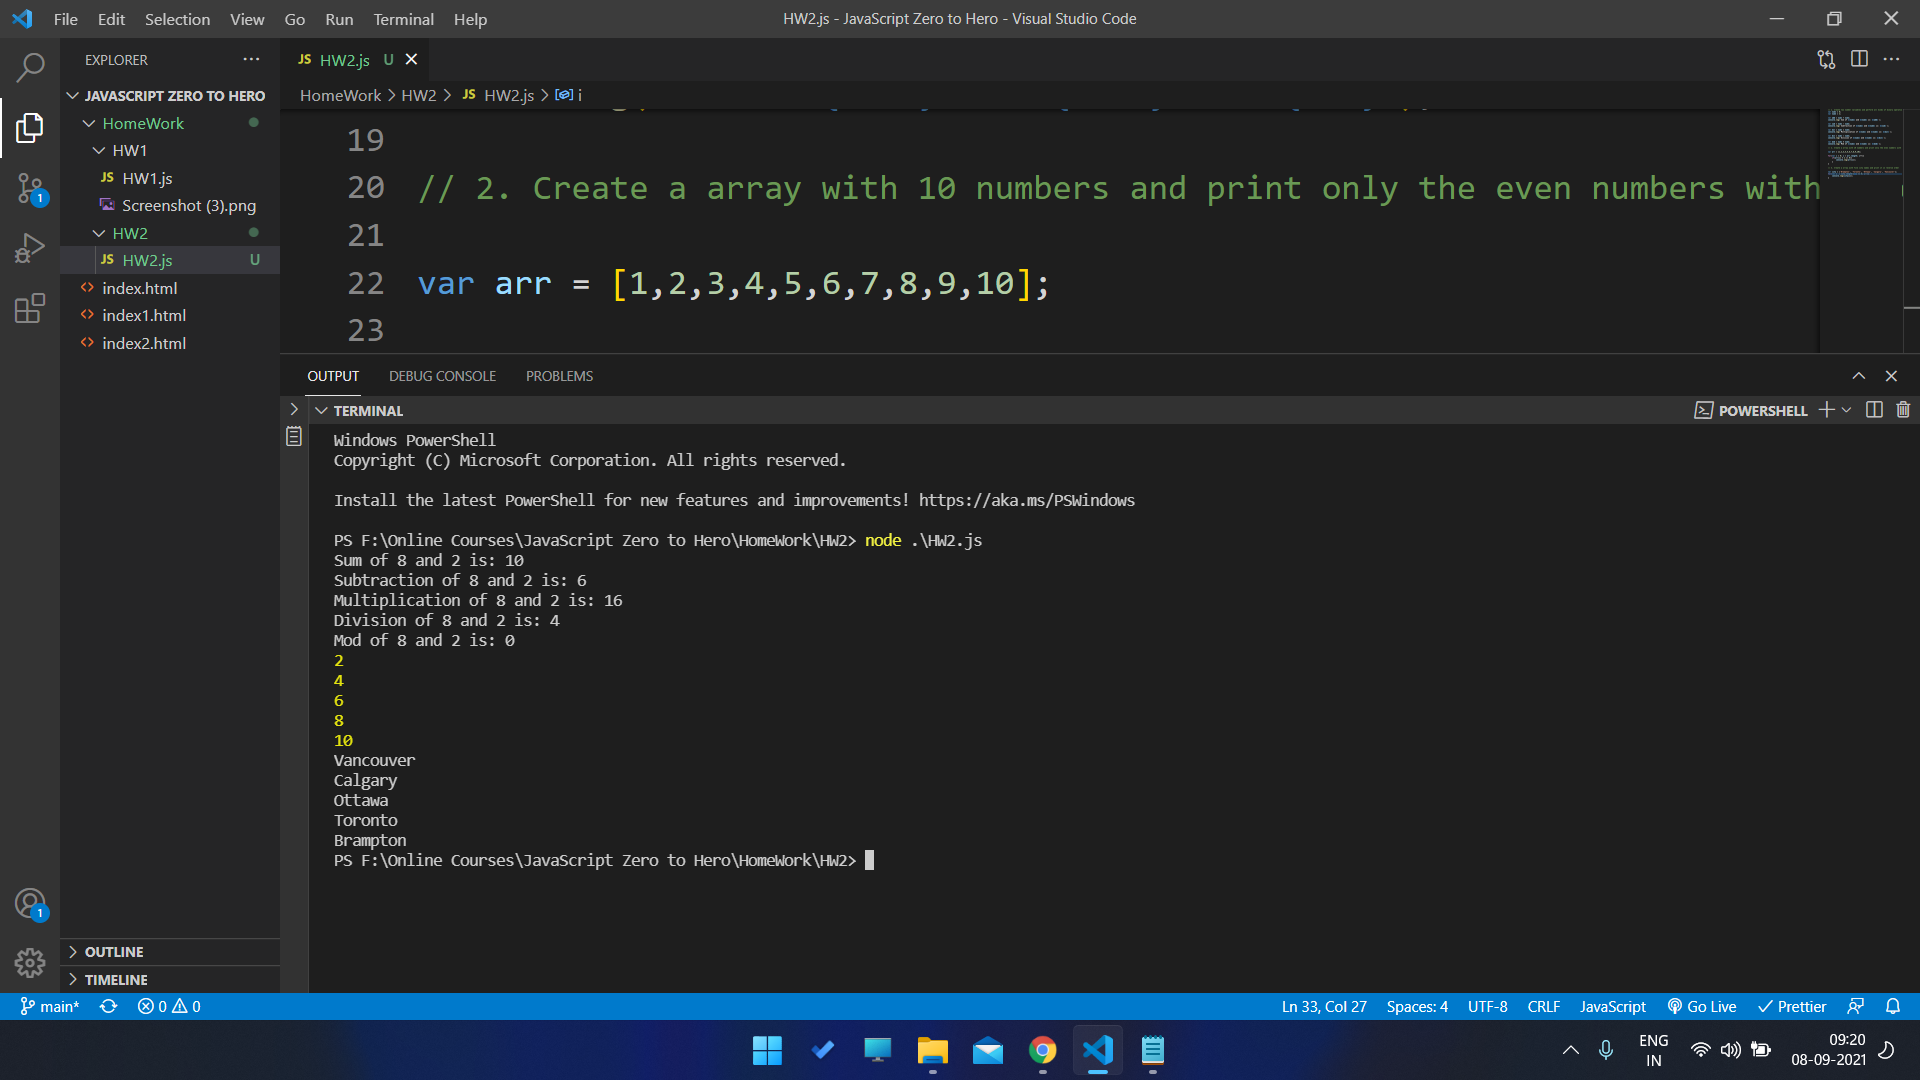 File Edit Selection View Go Run Terminal Help
HW2.js - JavaScript Zero to Hero - Visual Studio Code
EXPLORER
JAVASCRIPT ZERO TO HERO
HomeWork
HW1
JS HW1.js
Screenshot (3).png
HW2
JS HW2.js U
index.html
index1.html
index2.html
OUTLINE
TIMELINE
JS HW2.js U
HomeWork > HW2 > JS HW2.js > i
19
20 // 2. Create a array with 10 numbers and print only the even numbers with
21
22 var arr = [1,2,3,4,5,6,7,8,9,10];
23
OUTPUT DEBUG CONSOLE PROBLEMS
TERMINAL
POWERSHELL
Windows PowerShell
Copyright (C) Microsoft Corporation. All rights reserved.
Install the latest PowerShell for new features and improvements! https://aka.ms/PSWindows
PS F:\Online Courses\JavaScript Zero to Hero\HomeWork\HW2> node .\HW2.js
Sum of 8 and 2 is: 10
Subtraction of 8 and 2 is: 6
Multiplication of 8 and 2 is: 16
Division of 8 and 2 is: 4
Mod of 8 and 2 is: 0
2
4
6
8
10
Vancouver
Calgary
Ottawa
Toronto
Brampton
PS F:\Online Courses\JavaScript Zero to Hero\HomeWork\HW2>
1
1
main* 0 0
Ln 33, Col 27 Spaces: 4 UTF-8 CRLF JavaScript Go Live Prettier
ENG
IN
09:20
08-09-2021